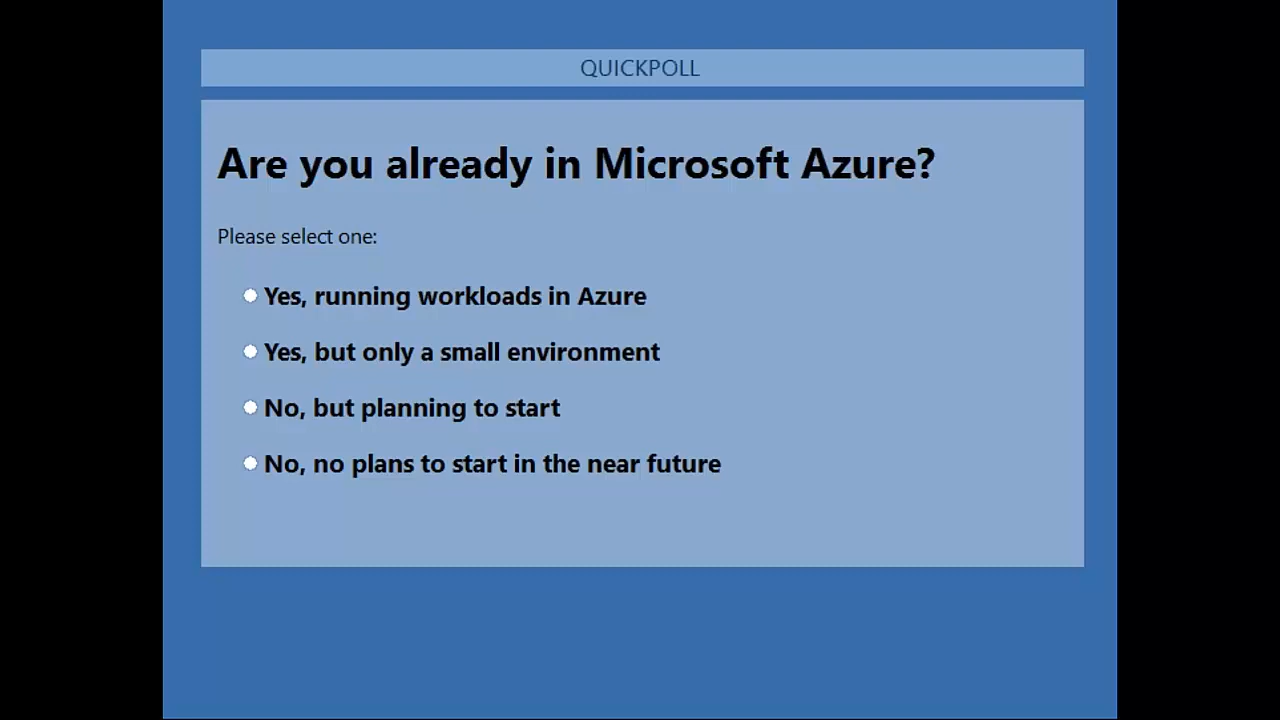 QUICKPOLL
Are you already in Microsoft Azure?
Please select one:
Yes, running workloads in Azure
Yes, but only a small environment
No, but planning to start
No, no plans to start in the near future